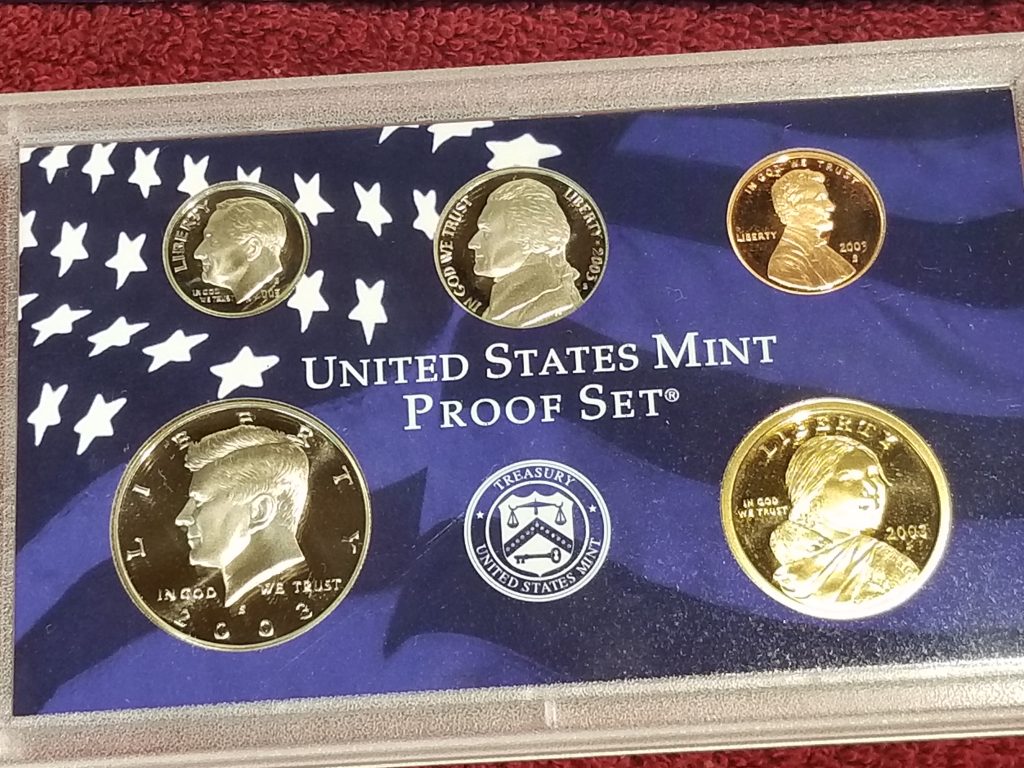 LIBERTY
IN GOD
WE TRUST
2003
IN GOD WE TRUST
LIBERTY • 2003
IN GOD WE TRUST
LIBERTY
2003
S
UNITED STATES MINT
PROOF SET®
LIBERTY
IN GOD WE TRUST
S
2003
TREASURY
UNITED STATES MINT
LIBERTY
IN GOD
WE TRUST
2003